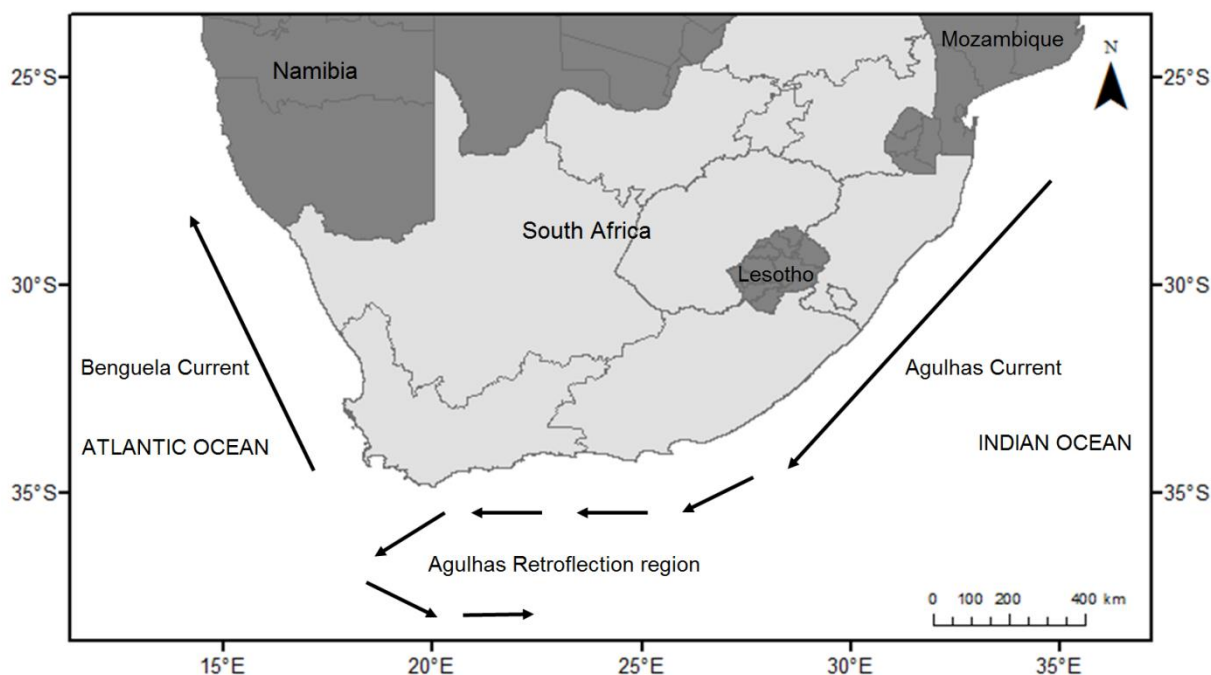 Mozambique
N
Namibia
25°S
25°S
South Africa
Lesotho
30°S
30°S
Benguela Current
Agulhas Current
ATLANTIC OCEAN
INDIAN OCEAN
35°S
35°S
Agulhas Retroflection region
0 100 200 400 km
15°E 20°E 25°E 30°E 35°E